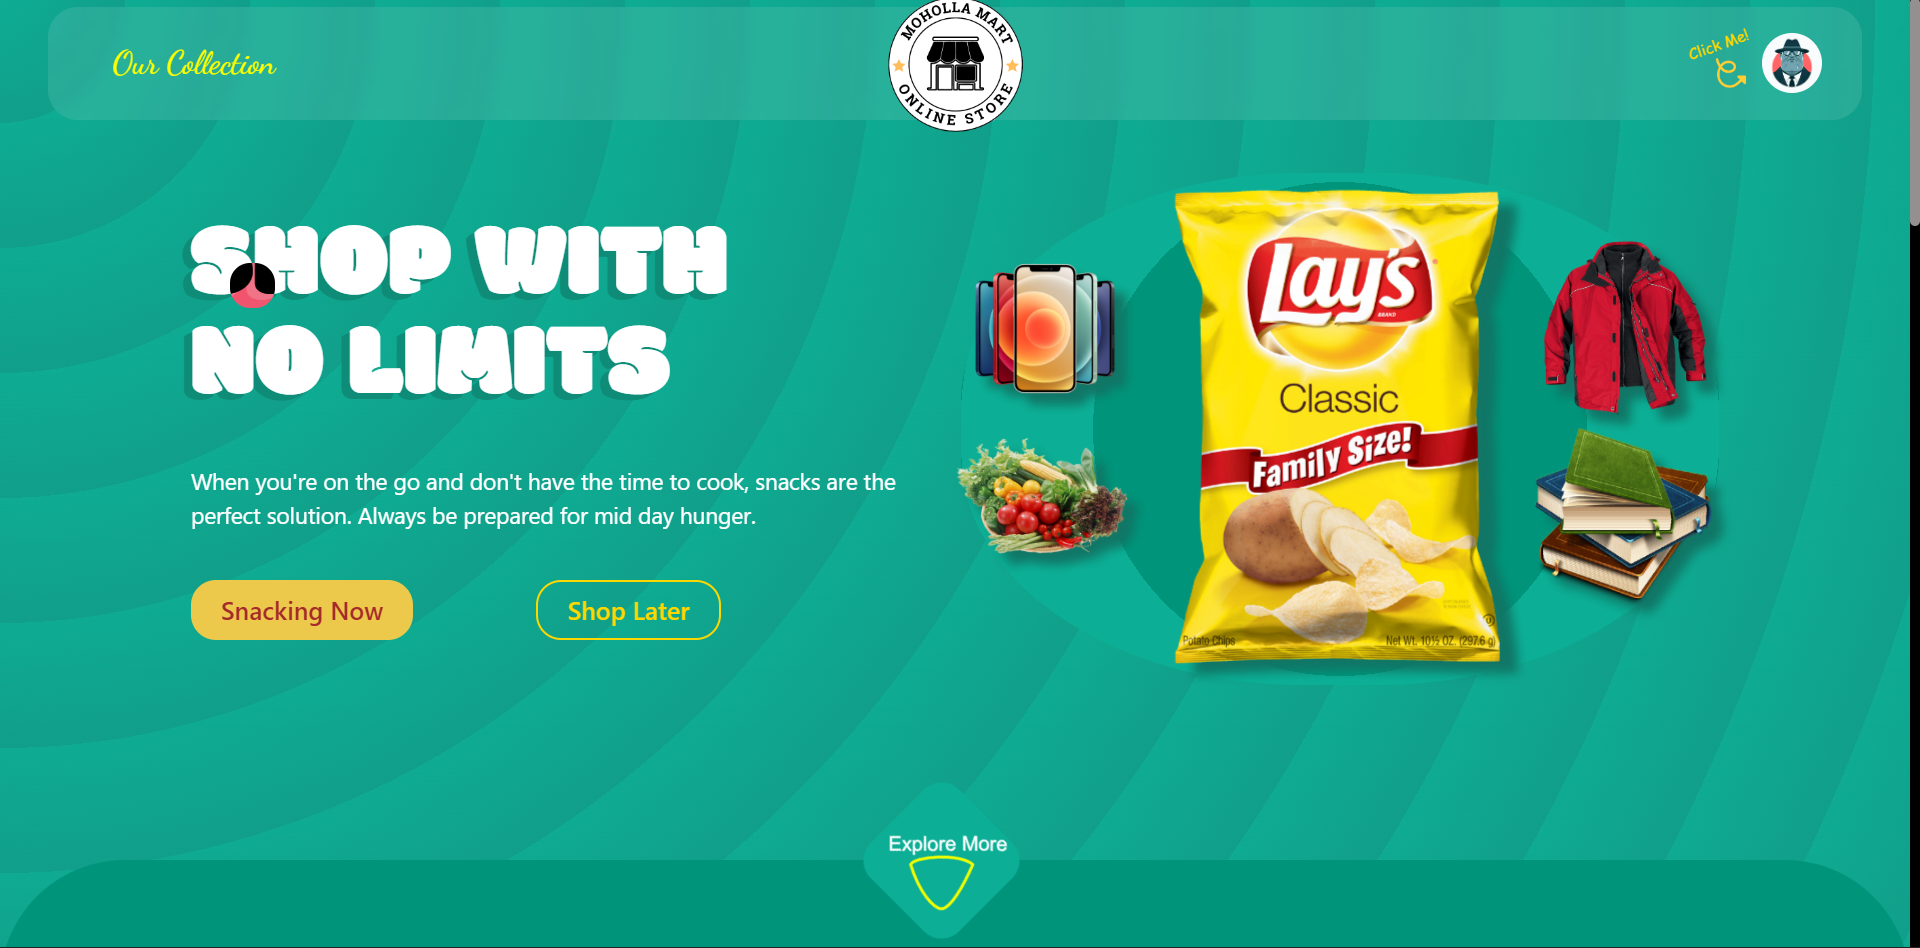 Our Collection
MOHOLLA MART
ONLINE STORE
Click Me!
SHOP WITH
NO LIMITS
When you're on the go and don't have the time to cook, snacks are the
perfect solution. Always be prepared for mid day hunger.
Snacking Now
Shop Later
Lay's
BRAND
Classic
Family Size!
Potato Chips
Net Wt. 10½ OZ. (297.6 g)
Explore More